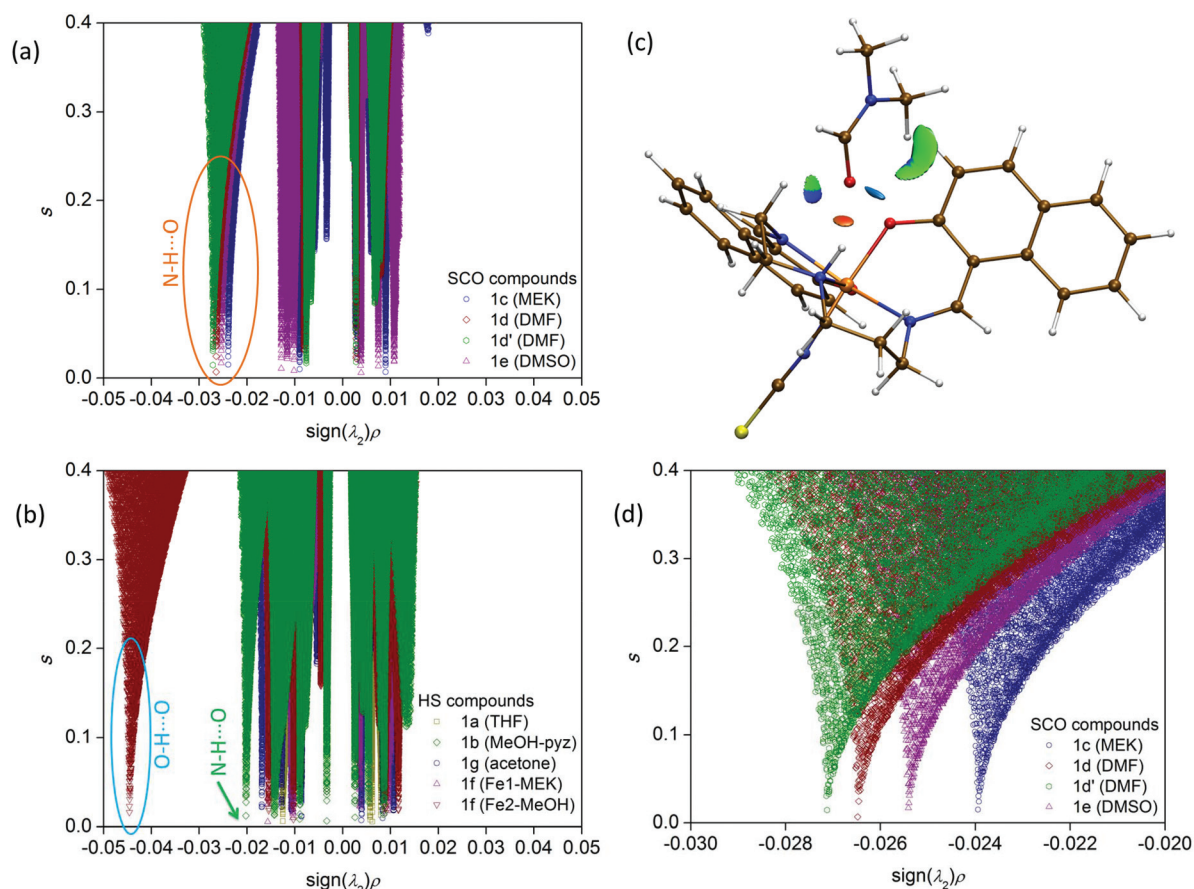 (a)
0.4
0.3
0.2
0.1
0.0
s
N-H···O
SCO compounds
1c (MEK)
1d (DMF)
1d' (DMF)
1e (DMSO)
-0.05 -0.04 -0.03 -0.02 -0.01 0.00 0.01 0.02 0.03 0.04 0.05
sign(λ2)ρ
(c)
(b)
0.4
0.3
0.2
0.1
0.0
s
O-H···O
N-H···O
HS compounds
1a (THF)
1b (MeOH-pyz)
1g (acetone)
1f (Fe1-MEK)
1f (Fe2-MeOH)
-0.05 -0.04 -0.03 -0.02 -0.01 0.00 0.01 0.02 0.03 0.04 0.05
sign(λ2)ρ
(d)
0.4
0.3
0.2
0.1
0.0
s
SCO compounds
1c (MEK)
1d (DMF)
1d' (DMF)
1e (DMSO)
-0.030 -0.028 -0.026 -0.024 -0.022 -0.020
sign(λ2)ρ